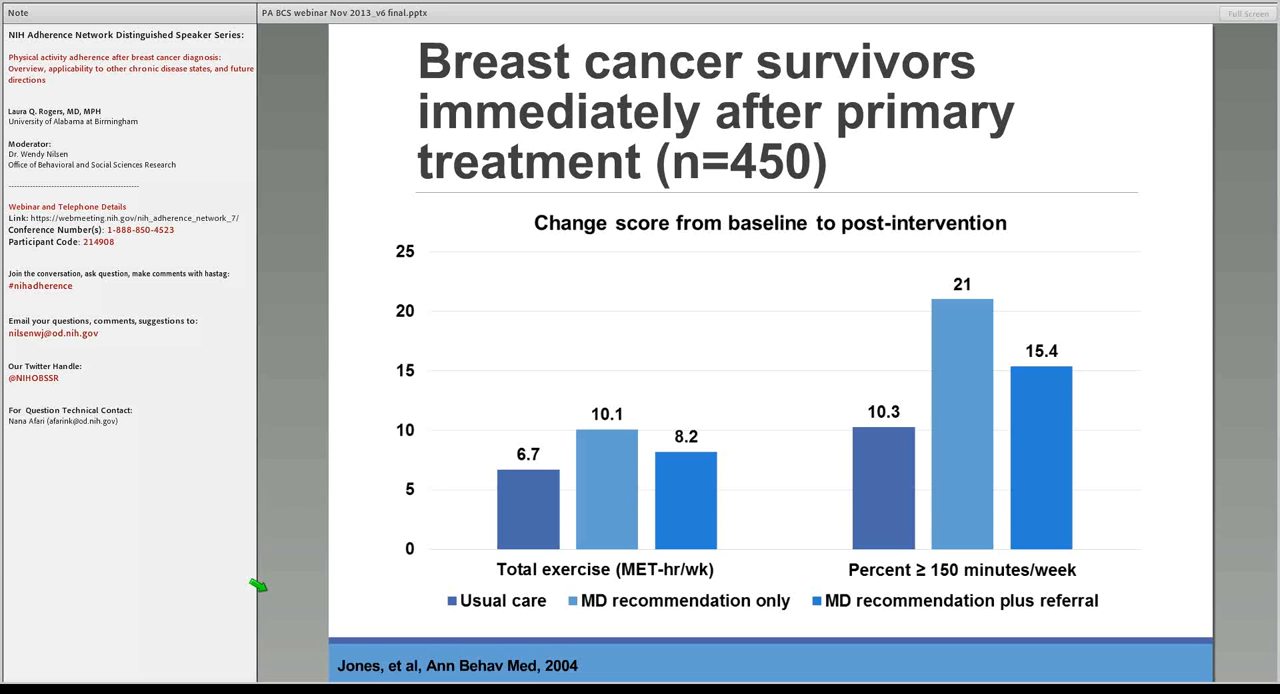 Note
NIH Adherence Network Distinguished Speaker Series:
Physical activity adherence after breast cancer diagnosis:
Overview, applicability to other chronic disease states, and future
directions
Laura Q. Rogers, MD, MPH
University of Alabama at Birmingham
Moderator:
Dr. Wendy Nilsen
Office of Behavioral and Social Sciences Research
----------------------------------------------------
Webinar and Telephone Details
Link: https://webmeeting.nih.gov/nih_adherence_network_7/
Conference Number(s): 1-888-850-4523
Participant Code: 214908
Join the conversation, ask question, make comments with hastag:
#nihadherence
Email your questions, comments, suggestions to:
nilsenwj@od.nih.gov
Our Twitter Handle:
@NIHOBSSR
For Question Technical Contact:
Nana Afari (afarink@od.nih.gov)
PA BCS webinar Nov 2013_v6 final.pptx
Full Screen
Breast cancer survivors
immediately after primary
treatment (n=450)
Change score from baseline to post-intervention
25
20
15
10
5
0
6.7
10.1
8.2
10.3
21
15.4
Total exercise (MET-hr/wk)
Percent ≥ 150 minutes/week
Usual care
MD recommendation only
MD recommendation plus referral
Jones, et al, Ann Behav Med, 2004